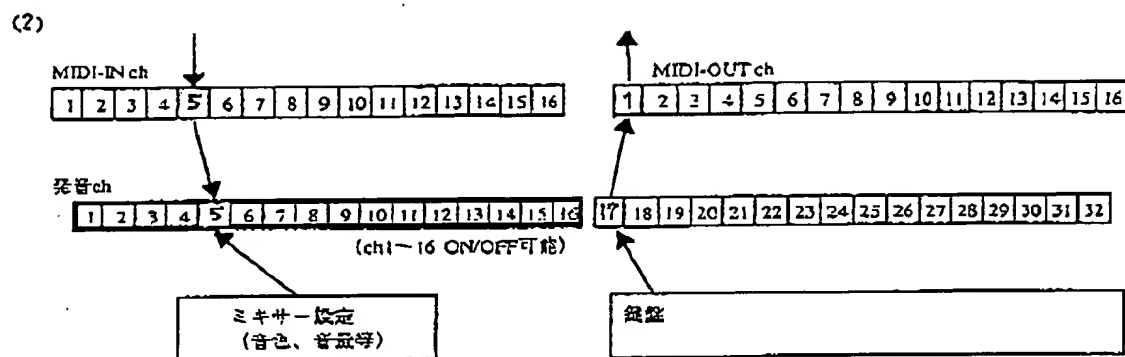 (2)
MIDI-IN ch
1 2 3 4 5 6 7 8 9 10 11 12 13 14 15 16
MIDI-OUT ch
1 2 3 4 5 6 7 8 9 10 11 12 13 14 15 16
発音ch
1 2 3 4 5 6 7 8 9 10 11 12 13 14 15 16
17 18 19 20 21 22 23 24 25 26 27 28 29 30 31 32
(ch1〜16 ON/OFF可能)
ミキサー設定
(音色、音量等)
鍵盤